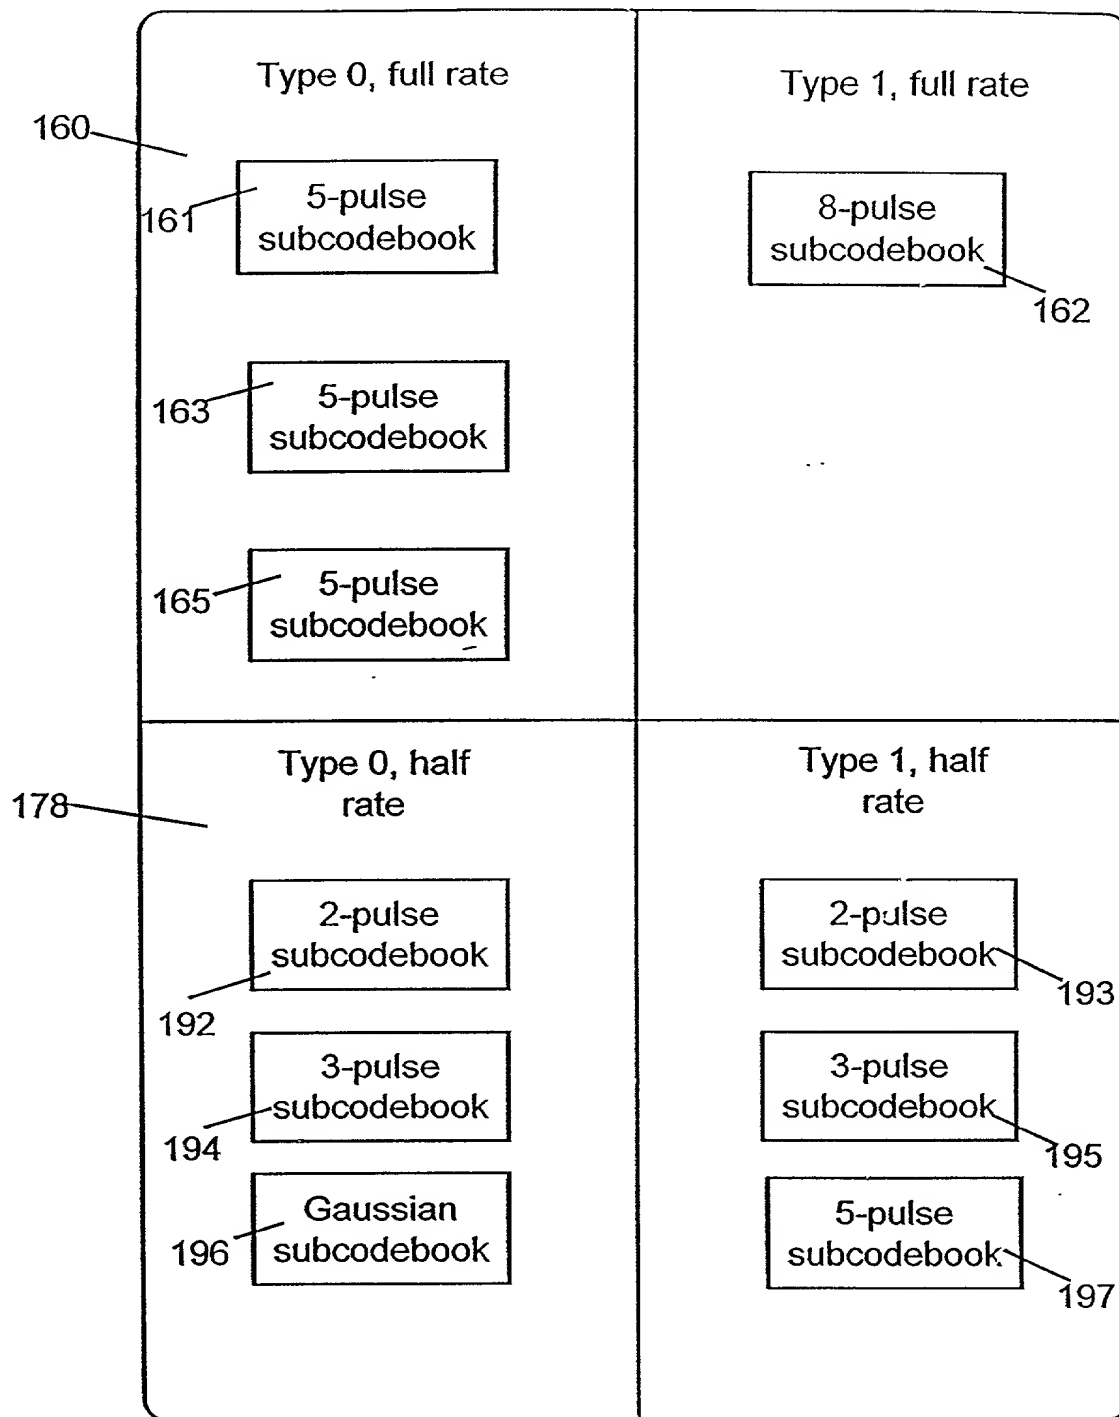 Type 0, full rate
160
161
5-pulse
subcodebook
163
5-pulse
subcodebook
165
5-pulse
subcodebook
Type 1, full rate
8-pulse
subcodebook
162
Type 0, half
rate
178
2-pulse
subcodebook
192
3-pulse
subcodebook
194
Gaussian
subcodebook
196
Type 1, half
rate
2-pulse
subcodebook
193
3-pulse
subcodebook
195
5-pulse
subcodebook
197